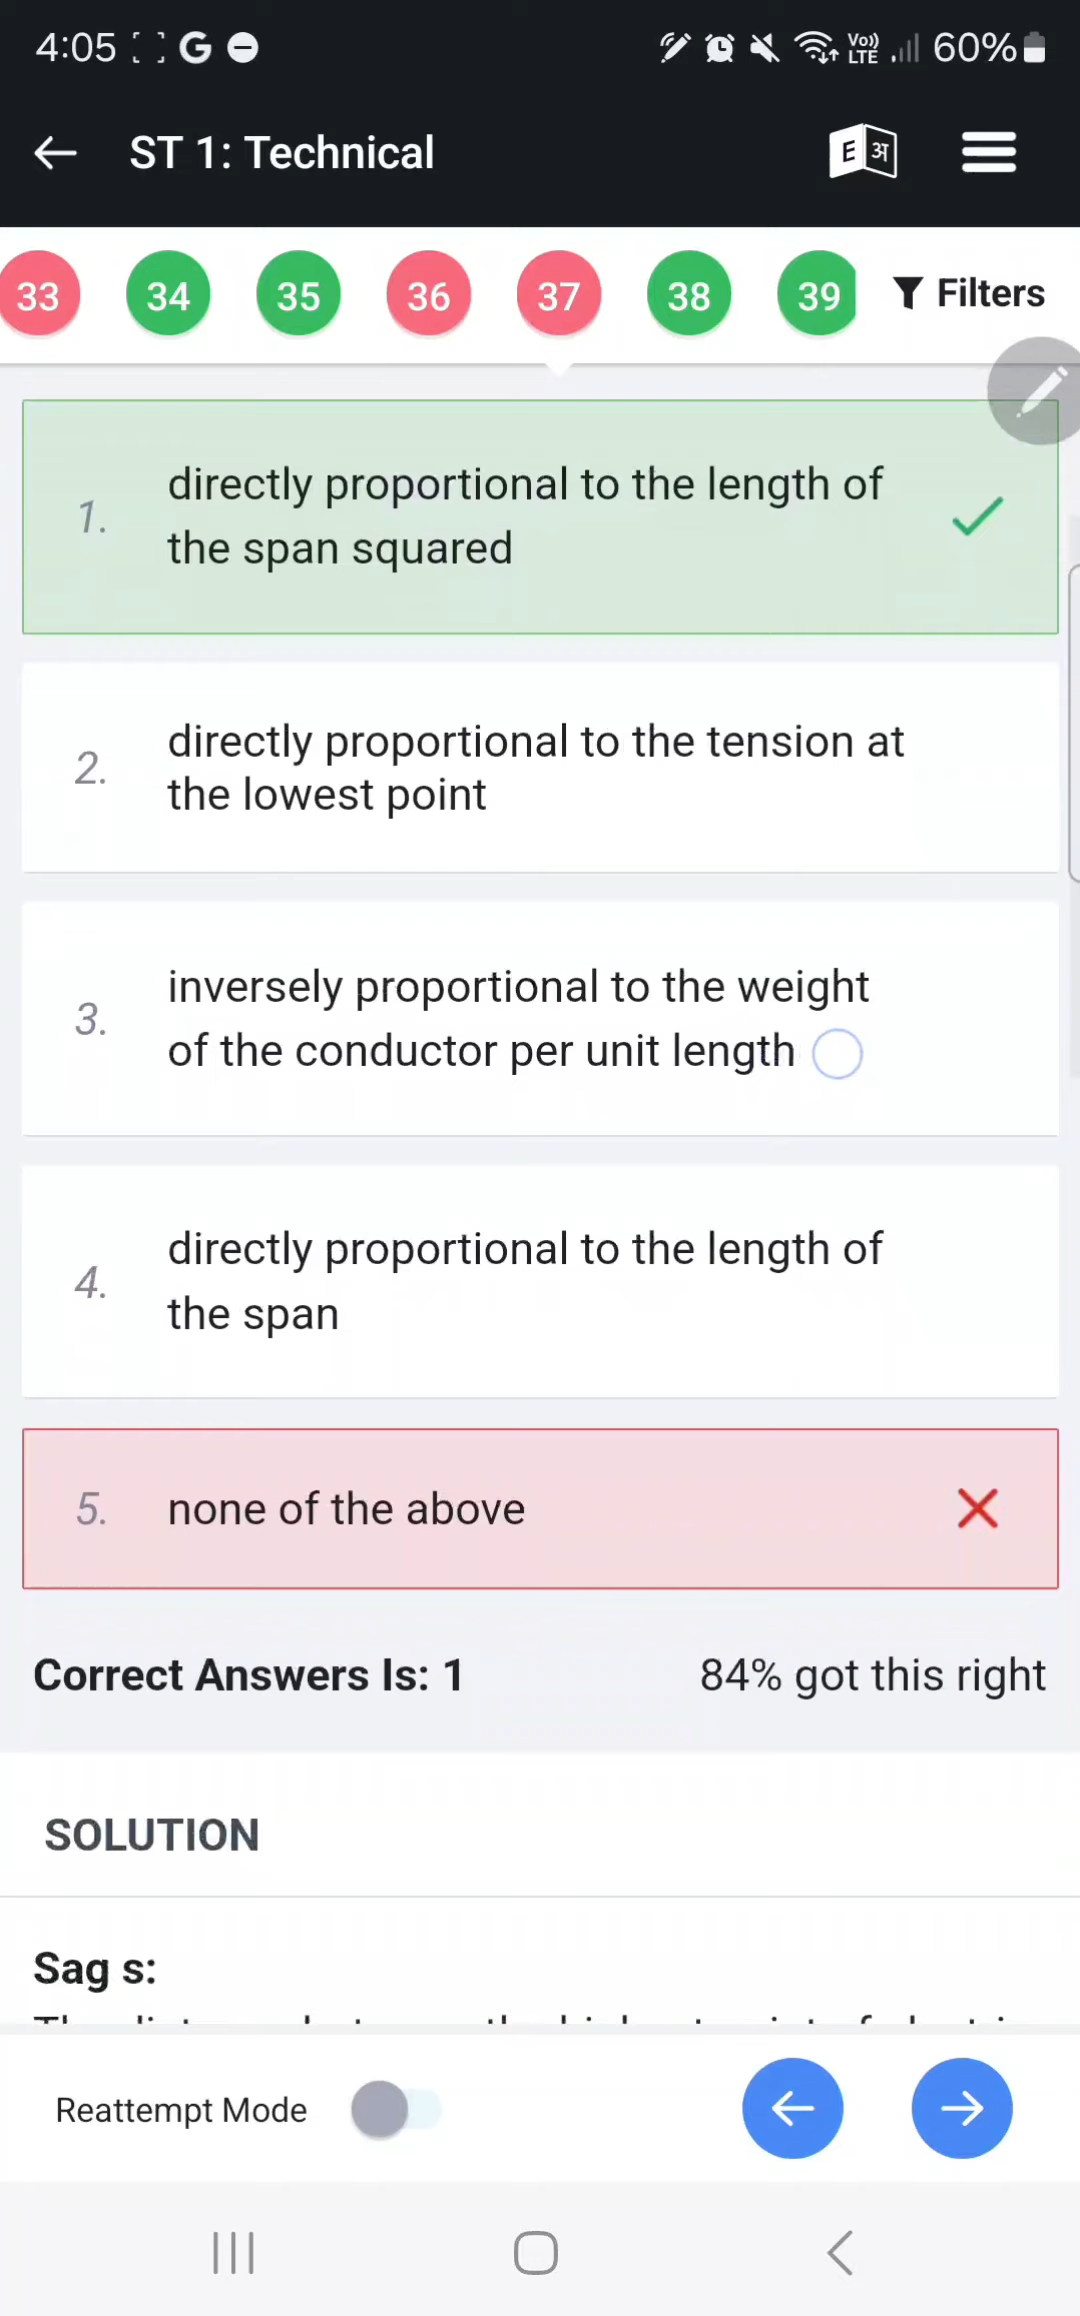 4:05
G
Vo))
LTE
60%
ST 1: Technical
E अ
33 34 35 36 37 38 39 Filters
1. directly proportional to the length of
the span squared
2. directly proportional to the tension at
the lowest point
3. inversely proportional to the weight
of the conductor per unit length
4. directly proportional to the length of
the span
5. none of the above
Correct Answers Is: 1 84% got this right
SOLUTION
Sag s:
Reattempt Mode